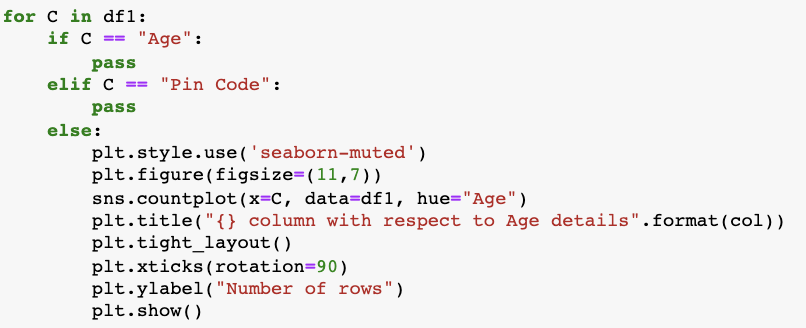 for C in df1:
    if C == "Age":
        pass
    elif C == "Pin Code":
        pass
    else:
        plt.style.use('seaborn-muted')
        plt.figure(figsize=(11,7))
        sns.countplot(x=C, data=df1, hue="Age")
        plt.title("{} column with respect to Age details".format(col))
        plt.tight_layout()
        plt.xticks(rotation=90)
        plt.ylabel("Number of rows")
        plt.show()